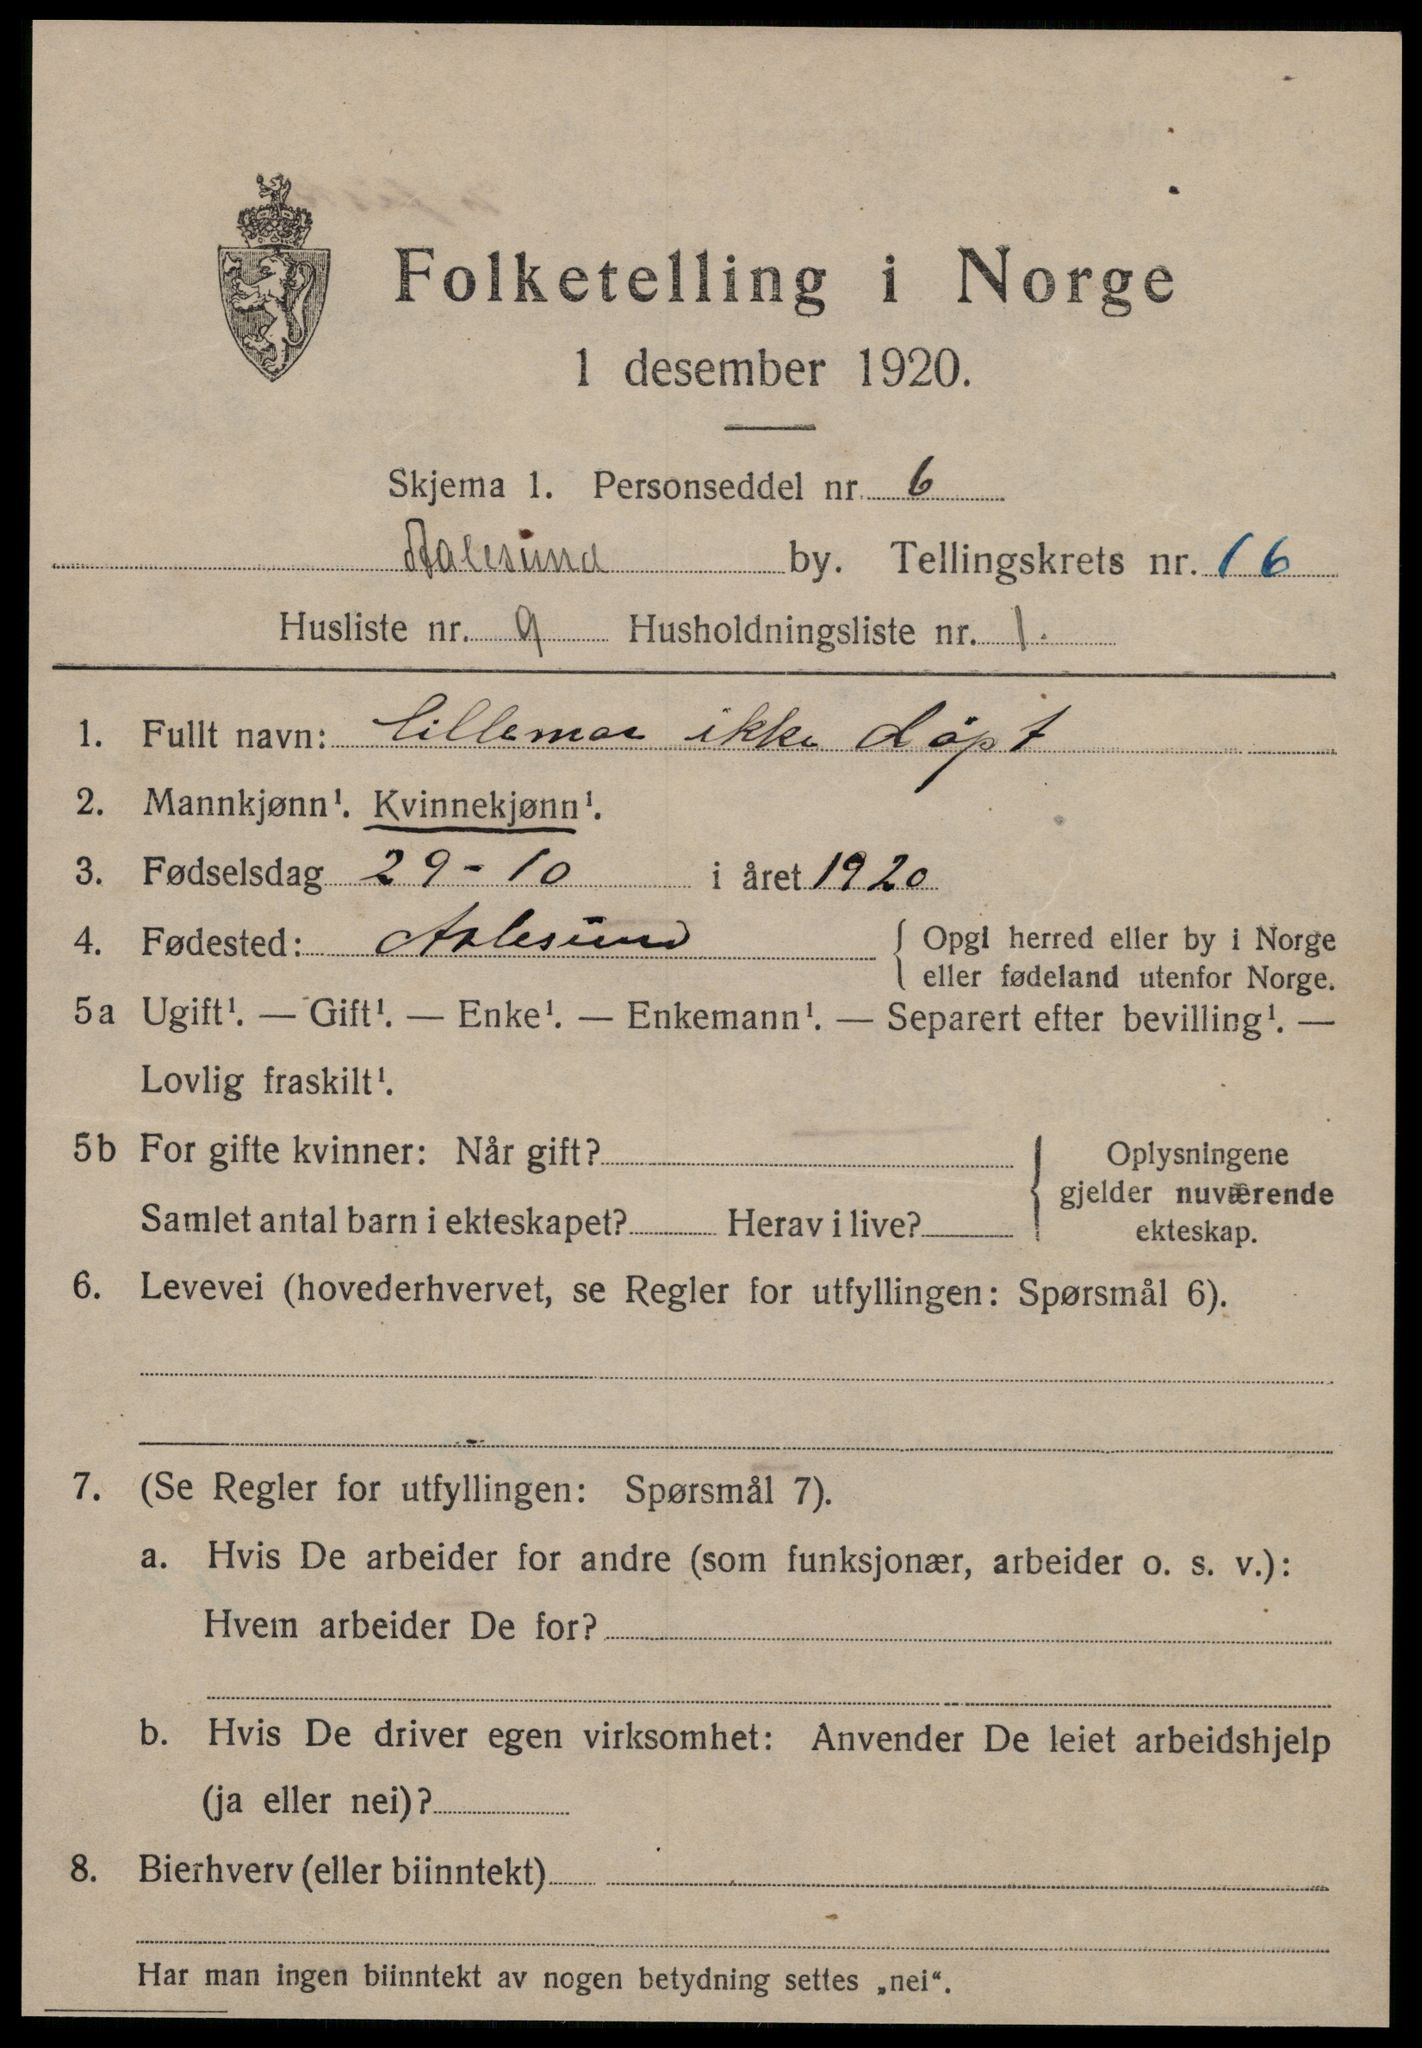 Folketelling i Norge
1 desember 1920.
Skjema 1. Personseddel nr. 6
Aalesund by. Tellingskrets nr. 16
Husliste nr. 9 Husholdningsliste nr. 1.
1. Fullt navn: Lillemor ikke døpt
2. Mannkjønn¹. Kvinnekjønn¹.
3. Fødselsdag 29-10 i året 1920
4. Fødested: Aalesund { Opgi herred eller by i Norge
eller fødeland utenfor Norge.
5a Ugift¹. — Gift¹. — Enke¹. — Enkemann¹. — Separert efter bevilling¹. —
Lovlig fraskilt¹.
5b For gifte kvinner: Når gift? { Oplysningene
gjelder nuværende
Samlet antal barn i ekteskapet? Herav i live? ekteskap.
6. Levevei (hovederhvervet, se Regler for utfyllingen: Spørsmål 6).
7. (Se Regler for utfyllingen: Spørsmål 7).
a. Hvis De arbeider for andre (som funksjonær, arbeider o. s. v.):
Hvem arbeider De for?
b. Hvis De driver egen virksomhet: Anvender De leiet arbeidshjelp
(ja eller nei)?
8. Bierhverv (eller biinntekt)
Har man ingen biinntekt av nogen betydning settes „nei“.